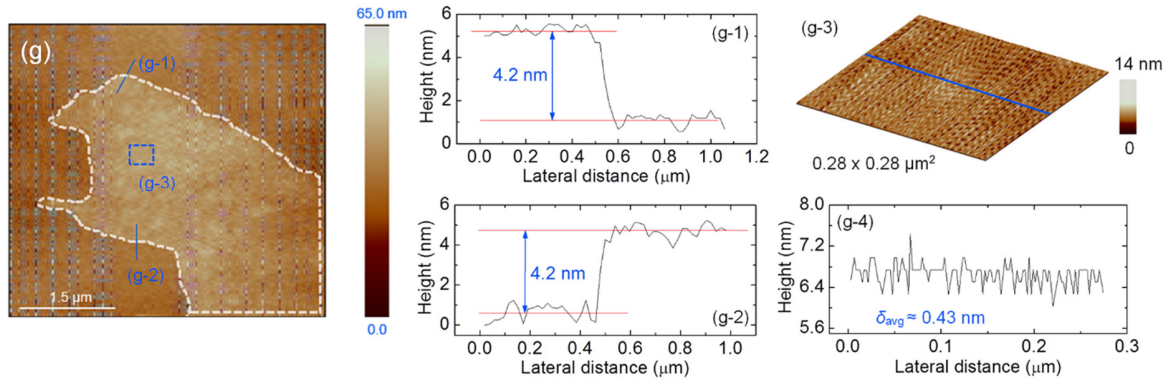 (g)
(g-1)
(g-3)
(g-2)
1.5 μm
65.0 nm
0.0
(g-1)
Height (nm)
6
4
2
0
4.2 nm
0.0 0.2 0.4 0.6 0.8 1.0 1.2
Lateral distance (μm)
(g-2)
Height (nm)
6
4
2
0
4.2 nm
0.0 0.2 0.4 0.6 0.8 1.0
Lateral distance (μm)
(g-3)
14 nm
0
0.28 x 0.28 μm²
(g-4)
Height (nm)
8.0
7.2
6.4
5.6
δavg ≈ 0.43 nm
0.0 0.1 0.2 0.3
Lateral distance (μm)